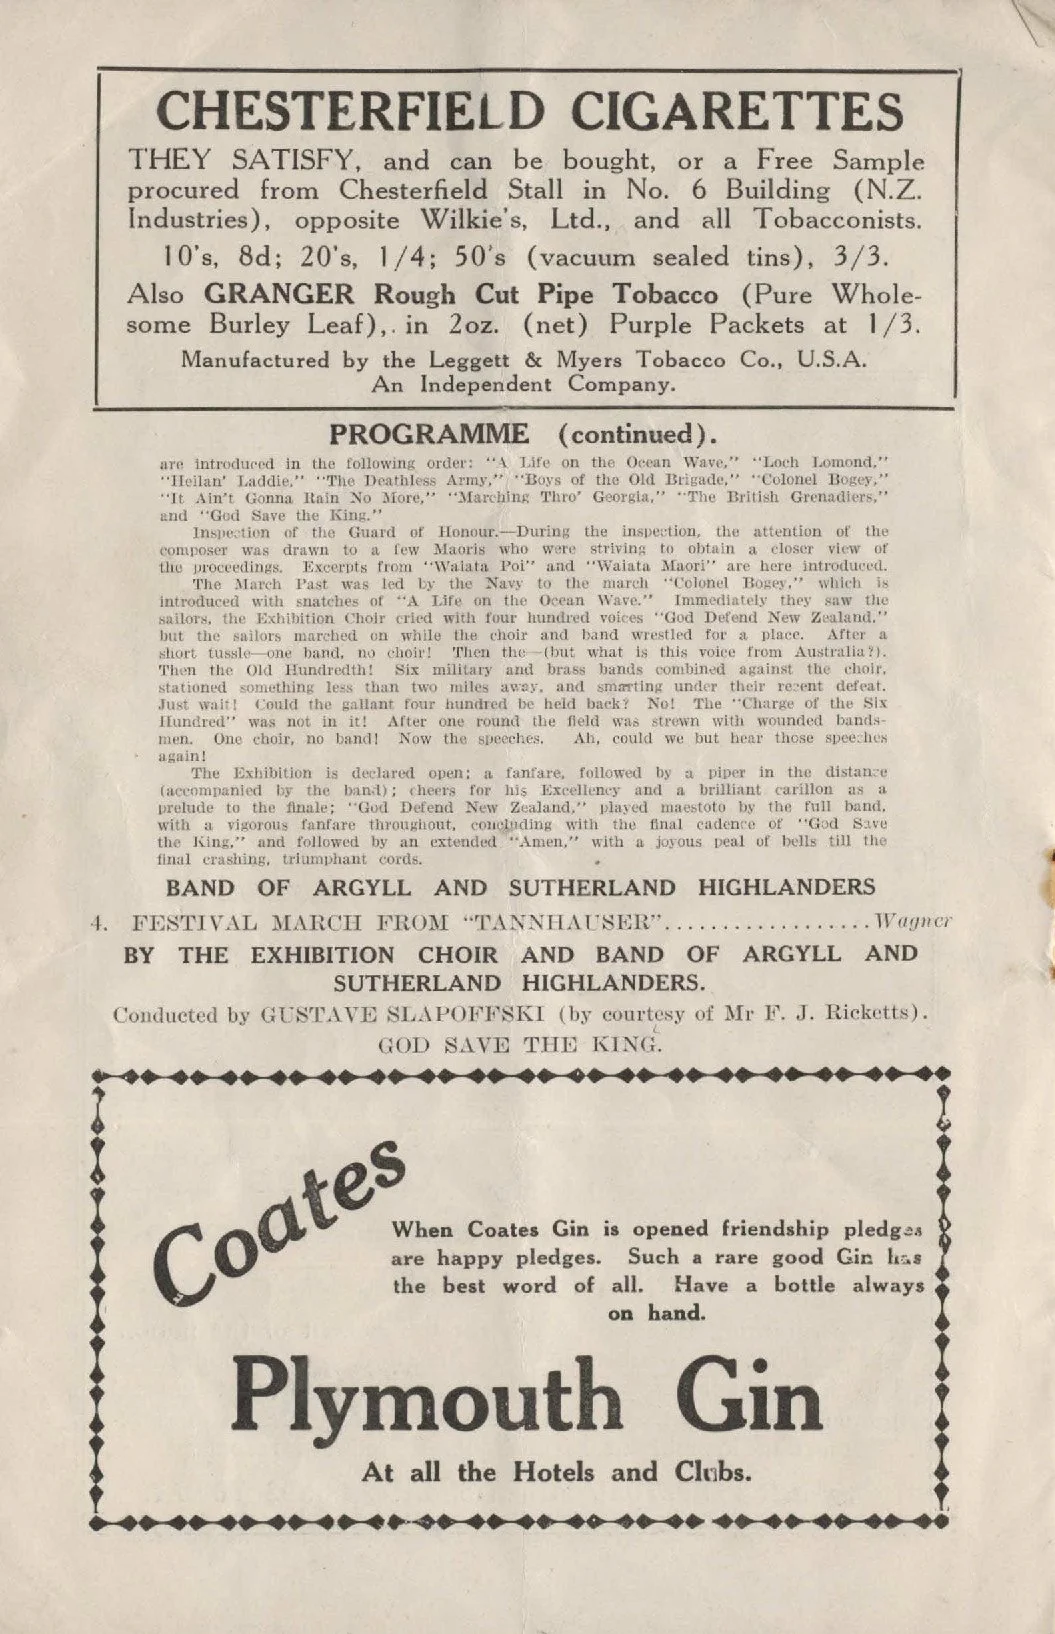 CHESTERFIELD CIGARETTES
THEY SATISFY, and can be bought, or a Free Sample
procured from Chesterfield Stall in No. 6 Building (N.Z.
Industries), opposite Wilkie's, Ltd., and all Tobacconists.
10's, 8d; 20's, 1/4; 50's (vacuum sealed tins), 3/3.
Also GRANGER Rough Cut Pipe Tobacco (Pure Whole-
some Burley Leaf),. in 2oz. (net) Purple Packets at 1/3.
Manufactured by the Leggett & Myers Tobacco Co., U.S.A.
An Independent Company.
PROGRAMME (continued).
are introduced in the following order: "A Life on the Ocean Wave," "Loch Lomond,"
"Heilan' Laddie," "The Deathless Army," "Boys of the Old Brigade," "Colonel Bogey,"
"It Ain't Gonna Rain No More," "Marching Thro' Georgia," "The British Grenadiers,"
and "God Save the King."
Inspection of the Guard of Honour.—During the inspection, the attention of the
composer was drawn to a few Maoris who were striving to obtain a closer view of
the proceedings. Excerpts from "Waiata Poi" and "Waiata Maori" are here introduced.
The March Past was led by the Navy to the march "Colonel Bogey," which is
introduced with snatches of "A Life on the Ocean Wave." Immediately they saw the
sailors, the Exhibition Choir cried with four hundred voices "God Defend New Zealand,"
but the sailors marched on while the choir and band wrestled for a place. After a
short tussle—one band, no choir! Then the—(but what is this voice from Australia?).
Then the Old Hundredth! Six military and brass bands combined against the choir,
stationed something less than two miles away, and smarting under their recent defeat.
Just wait! Could the gallant four hundred be held back? No! The "Charge of the Six
Hundred" was not in it! After one round the field was strewn with wounded bands-
men. One choir, no band! Now the speeches. Ah, could we but hear those speeches
again!
The Exhibition is declared open; a fanfare, followed by a piper in the distance
(accompanied by the band); cheers for his Excellency and a brilliant carillon as a
prelude to the finale; "God Defend New Zealand," played maestoto by the full band,
with a vigorous fanfare throughout, concluding with the final cadence of "God Save
the King," and followed by an extended "Amen," with a joyous peal of bells till the
final crashing, triumphant cords.
BAND OF ARGYLL AND SUTHERLAND HIGHLANDERS
4. FESTIVAL MARCH FROM "TANNHAUSER"..................Wagner
BY THE EXHIBITION CHOIR AND BAND OF ARGYLL AND
SUTHERLAND HIGHLANDERS.
Conducted by GUSTAVE SLAPOFFSKI (by courtesy of Mr F. J. Ricketts).
GOD SAVE THE KING.
Coates
When Coates Gin is opened friendship pledges
are happy pledges. Such a rare good Gin has
the best word of all. Have a bottle always
on hand.
Plymouth Gin
At all the Hotels and Clubs.